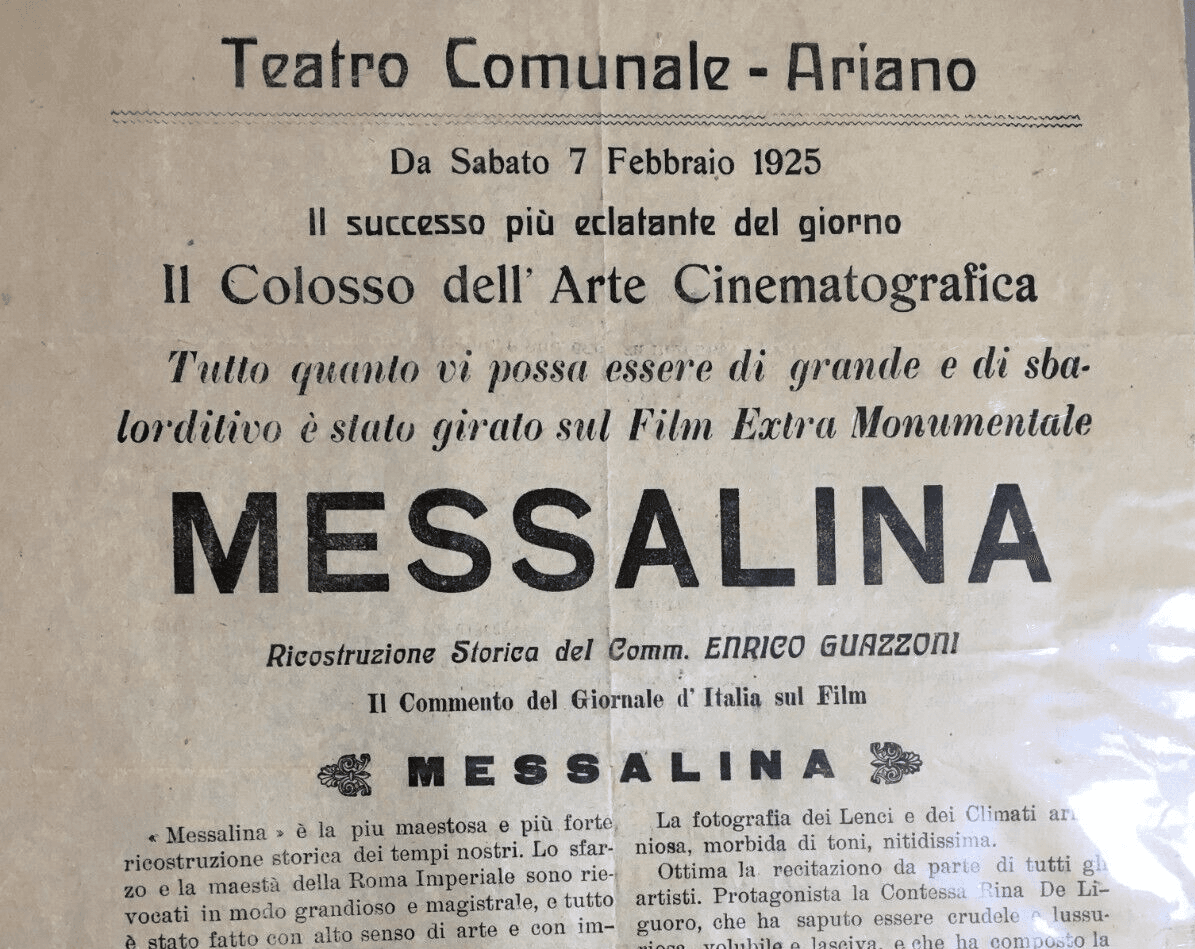 Teatro Comunale - Ariano
Da Sabato 7 Febbraio 1925
Il successo più eclatante del giorno
Il Colosso dell' Arte Cinematografica
Tutto quanto vi possa essere di grande e di sba-
lorditivo è stato girato sul Film Extra Monumentale
MESSALINA
Ricostruzione Storica del Comm. ENRICO GUAZZONI
Il Commento del Giornale d' Italia sul Film
MESSALINA
« Messalina » è la piu maestosa e più forte
ricostruzione storica dei tempi nostri. Lo sfar-
zo e la maestà della Roma Imperiale sono rie-
vocati in modo grandioso e magistrale, e tutto
è stato fatto con alto senso di arte e con im-
La fotografia dei Lenci e dei Climati
niosa, morbida di toni, nitidissima.
Ottima la recitaziono da parte di tutti gli
artisti. Protagonista la Contessa Rina De Li-
guoro, che ha saputo essere crudele e lussu-
riosa, volubile e lasciva, e che ha composto la